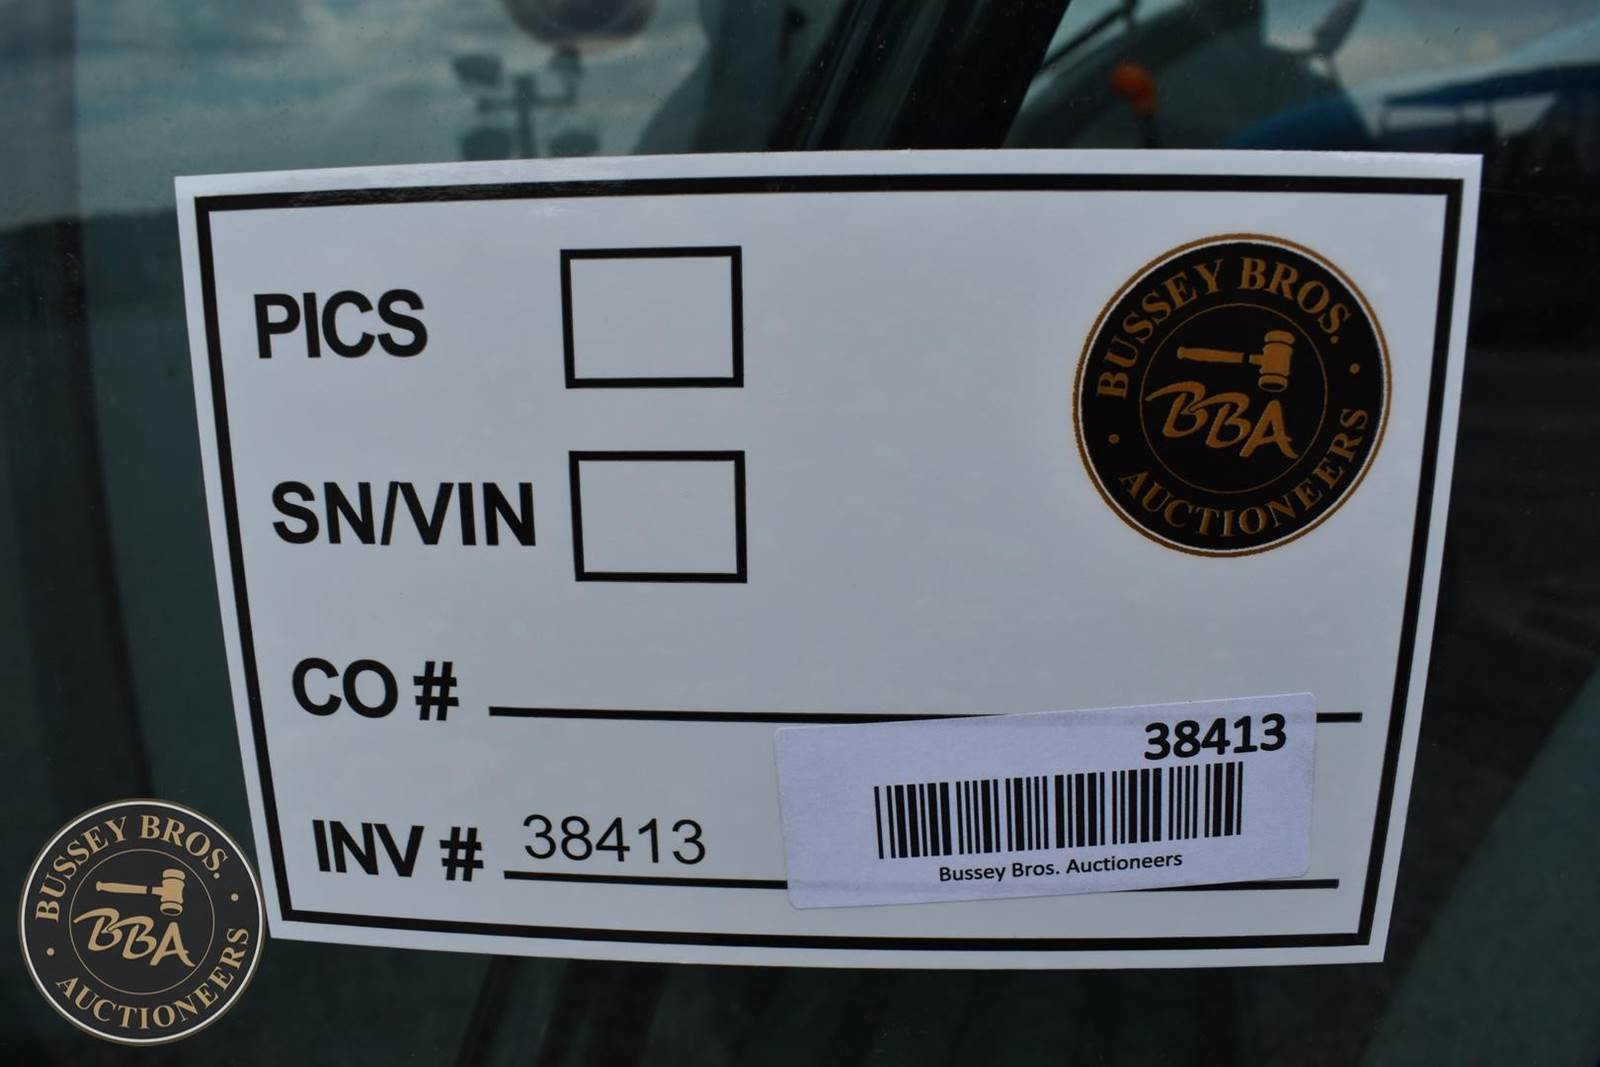 PICS
BUSSEY BROS.
BBA
AUCTIONEERS
SN/VIN
CO #
38413
INV # 38413
Bussey Bros. Auctioneers
BUSSEY BROS.
BBA
AUCTIONEERS